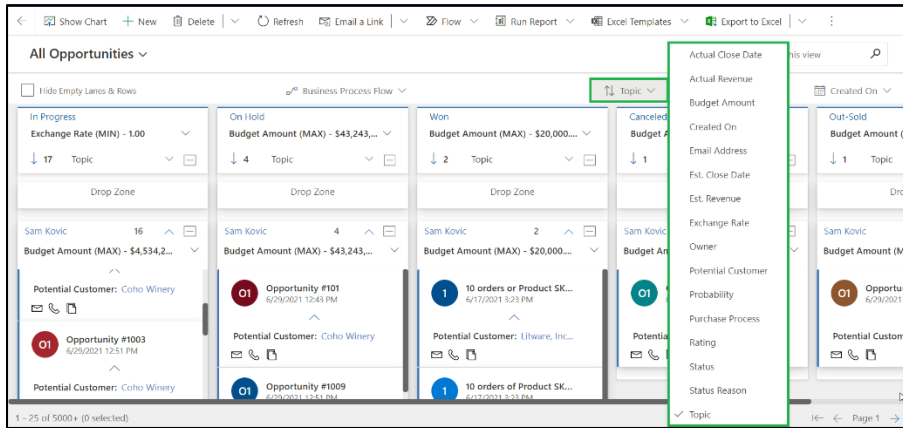 Show Chart New Delete Refresh Email a Link Flow Run Report Excel Templates Export to Excel
All Opportunities
this view
Hide Empty Lanes & Rows Business Process Flow Topic Created On
Actual Close Date
Actual Revenue
Budget Amount
Created On
Email Address
Est. Close Date
Est. Revenue
Exchange Rate
Owner
Potential Customer
Probability
Purchase Process
Rating
Status
Status Reason
Topic
In Progress
Exchange Rate (MIN) - 1.00
17 Topic
Drop Zone
Sam Kovic 16
Budget Amount (MAX) - $4,534,2...
Potential Customer: Coho Winery
O1 Opportunity #1003
6/29/2021 12:51 PM
Potential Customer: Coho Winery
On Hold
Budget Amount (MAX) - $43,243,...
4 Topic
Drop Zone
Sam Kovic 4
Budget Amount (MAX) - $43,243,...
O1 Opportunity #101
6/29/2021 12:43 PM
Potential Customer: Coho Winery
O1 Opportunity #1009
6/29/2021 12:51 PM
Won
Budget Amount (MAX) - $20,000....
2 Topic
Drop Zone
Sam Kovic 2
Budget Amount (MAX) - $20,000....
1 10 orders or Product SK...
6/17/2021 3:23 PM
Potential Customer: Litware, Inc...
1 10 orders of Product SK...
6/17/2021 3:23 PM
Canceled
Budget A
1
Sam Kovic
Budget An
O1
Potentia
Out-Sold
Budget Amount (
1 Topic
Dro
Sam Kovic
Budget Amount (M
O1 Opportu
6/29/2021
Potential Custom
1 - 25 of 5000+ (0 selected) Page 1